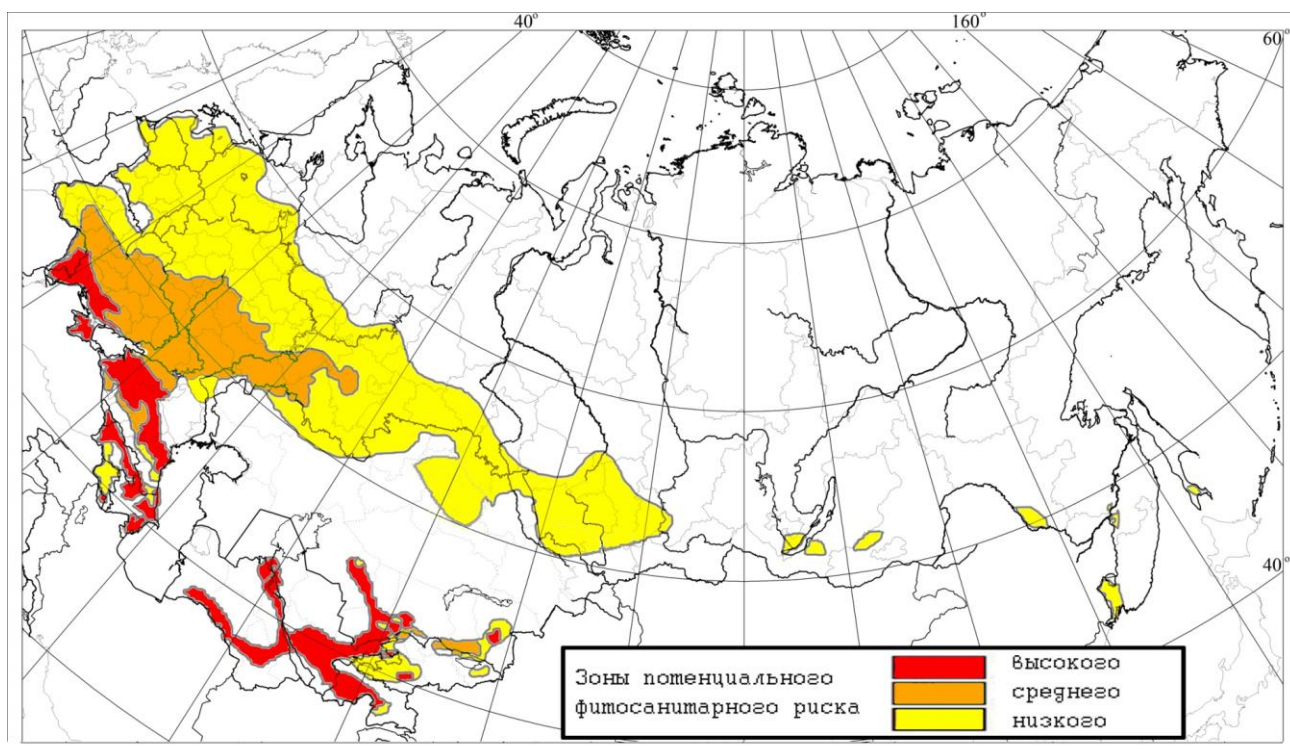 40°
160°
60°
40°
Зоны потенциального
фитосанитарного риска
высокого
среднего
низкого